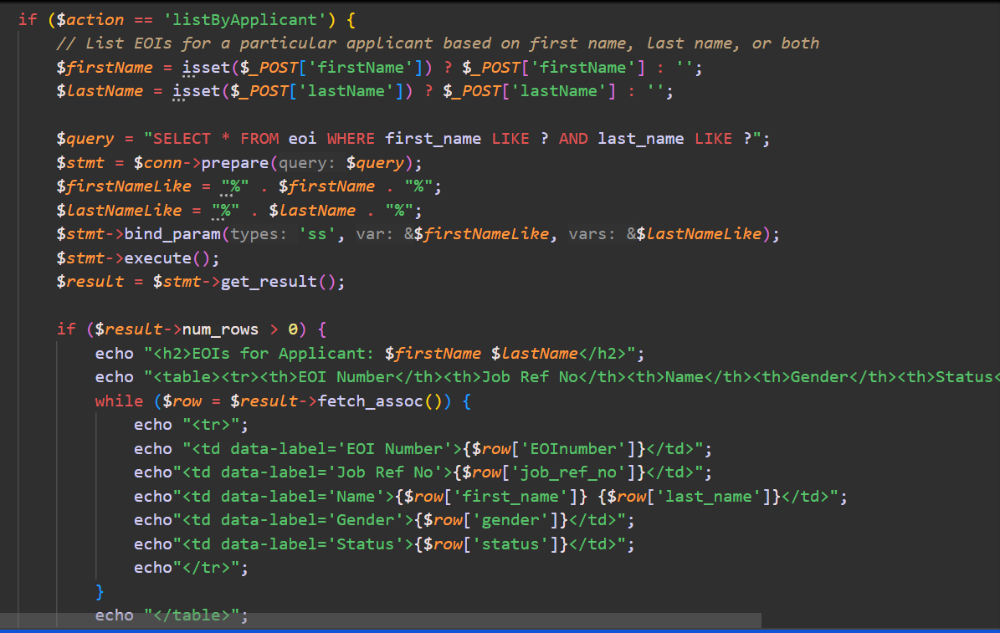 if ($action == 'listByApplicant') {
// List EOIs for a particular applicant based on first name, last name, or both
$firstName = isset($_POST['firstName']) ? $_POST['firstName'] : '';
$lastName = isset($_POST['lastName']) ? $_POST['lastName'] : '';
$query = "SELECT * FROM eoi WHERE first_name LIKE ? AND last_name LIKE ?";
$stmt = $conn->prepare(query: $query);
$firstNameLike = "%" . $firstName . "%";
$lastNameLike = "%" . $lastName . "%";
$stmt->bind_param(types: 'ss', var: &$firstNameLike, vars: &$lastNameLike);
$stmt->execute();
$result = $stmt->get_result();
if ($result->num_rows > 0) {
echo "<h2>EOIs for Applicant: $firstName $lastName</h2>";
echo "<table><tr><th>EOI Number</th><th>Job Ref No</th><th>Name</th><th>Gender</th><th>Status<
while ($row = $result->fetch_assoc()) {
echo "<tr>";
echo "<td data-label='EOI Number'>{$row['EOInumber']}</td>";
echo"<td data-label='Job Ref No'>{$row['job_ref_no']}</td>";
echo"<td data-label='Name'>{$row['first_name']} {$row['last_name']}</td>";
echo"<td data-label='Gender'>{$row['gender']}</td>";
echo"<td data-label='Status'>{$row['status']}</td>";
echo"</tr>";
}
echo "</table>";